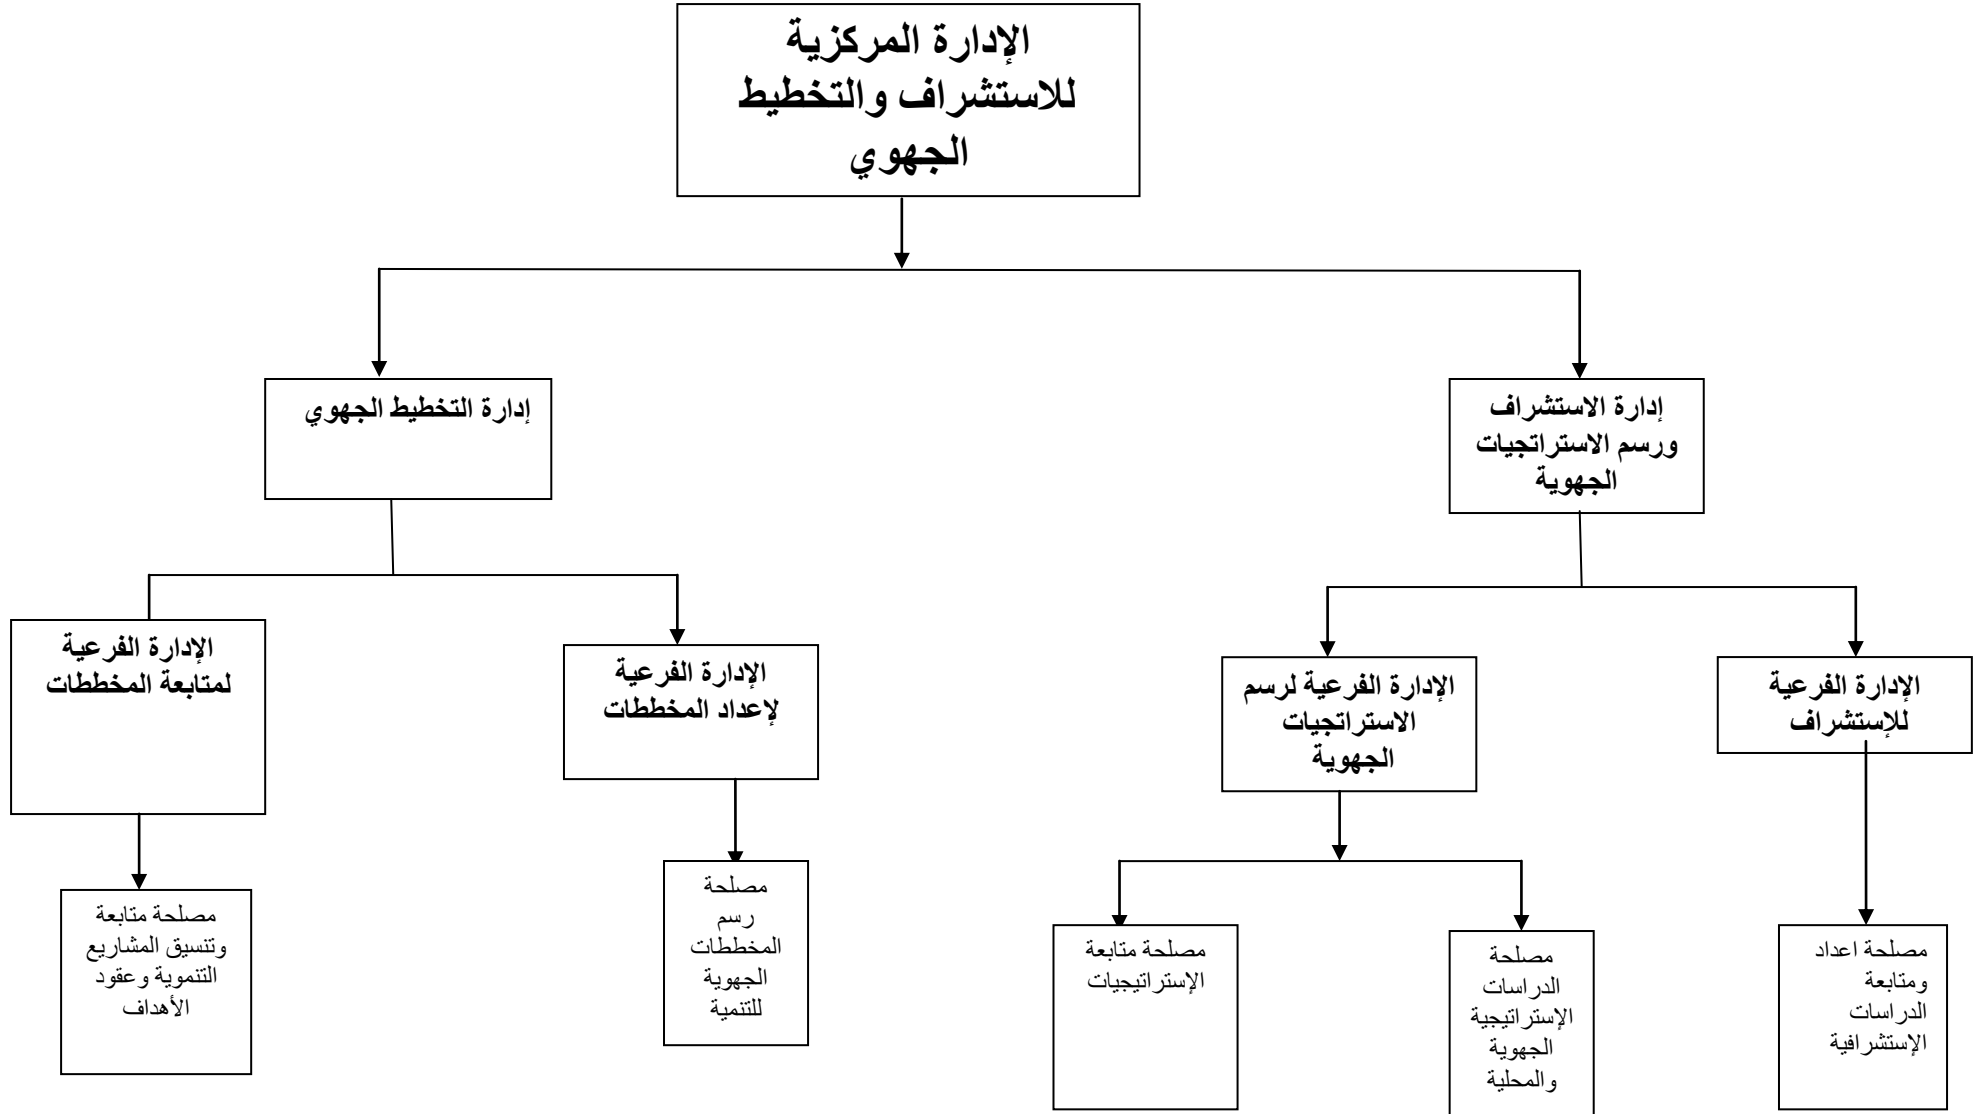 الإدارة المركزية
للاستشراف والتخطيط
الجهوي
إدارة الاستشراف
ورسم الاستراتجيات
الجهوية
إدارة التخطيط الجهوي
الإدارة الفرعية
للإستشراف
الإدارة الفرعية لرسم
الاستراتجيات
الجهوية
الإدارة الفرعية
لإعداد المخططات
الإدارة الفرعية
لمتابعة المخططات
مصلحة اعداد
ومتابعة
الدراسات
الإستشرافية
مصلحة
الدراسات
الإستراتيجية
الجهوية
والمحلية
مصلحة متابعة
الإستراتيجيات
مصلحة
رسم
المخططات
الجهوية
للتنمية
مصلحة متابعة
وتنسيق المشاريع
التنموية وعقود
الأهداف